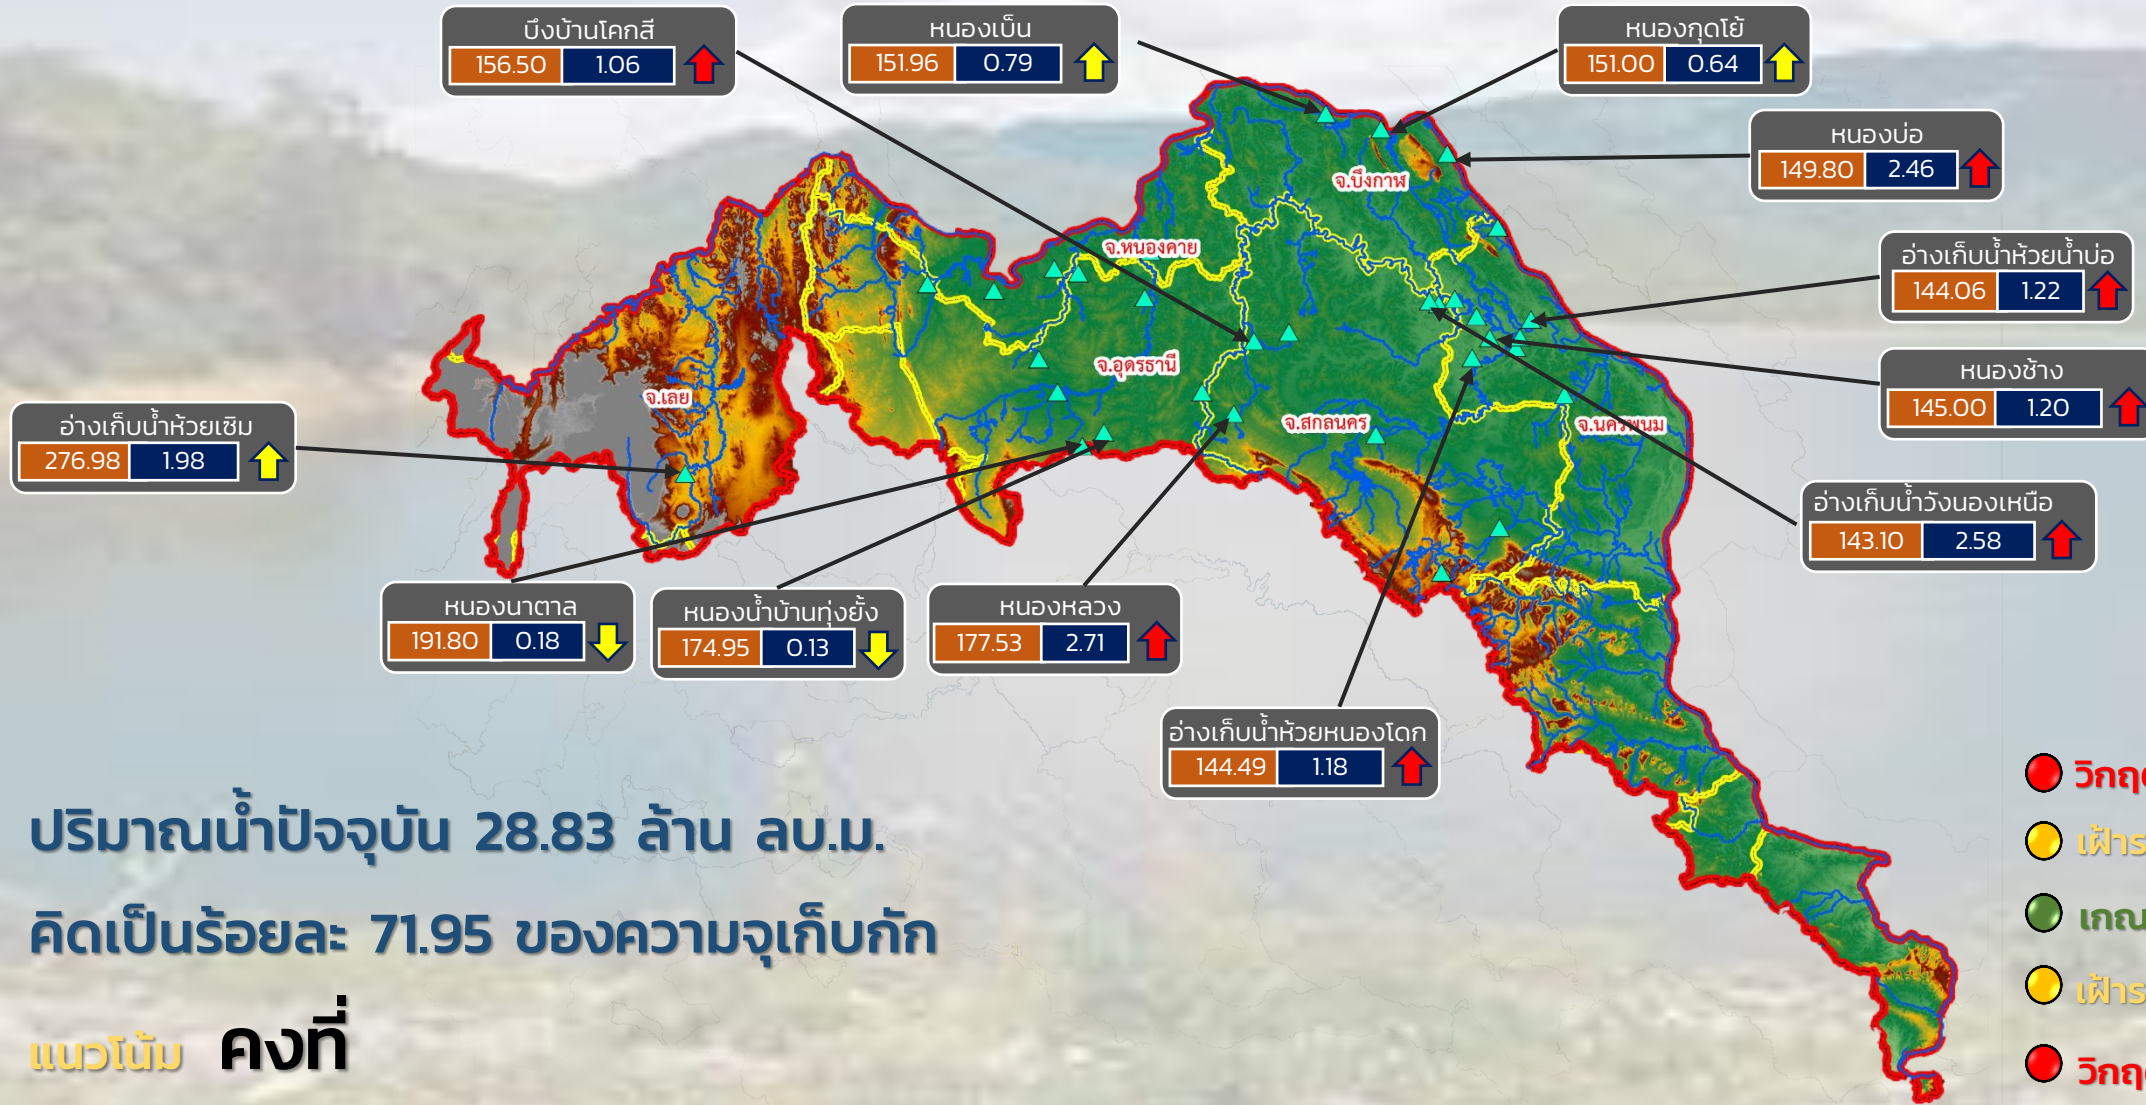 บึงบ้านโคกสี
156.50 1.06
หนองเบ็น
151.96 0.79
หนองกุดโย้
151.00 0.64
หนองบ่อ
149.80 2.46
อ่างเก็บน้ำห้วยน้ำบ่อ
144.06 1.22
หนองช้าง
145.00 1.20
อ่างเก็บน้ำวังนองเหนือ
143.10 2.58
อ่างเก็บน้ำห้วยเซิม
276.98 1.98
จ.บึงกาฬ
จ.หนองคาย
จ.อุดรธานี
จ.เลย
จ.สกลนคร
จ.นครพนม
หนองนาตาล
191.80 0.18
หนองน้ำบ้านทุ่งยั้ง
174.95 0.13
หนองหลวง
177.53 2.71
อ่างเก็บน้ำห้วยหนองโดก
144.49 1.18
ปริมาณน้ำปัจจุบัน 28.83 ล้าน ลบ.ม.
คิดเป็นร้อยละ 71.95 ของความจุเก็บกัก
แนวโน้ม คงที่